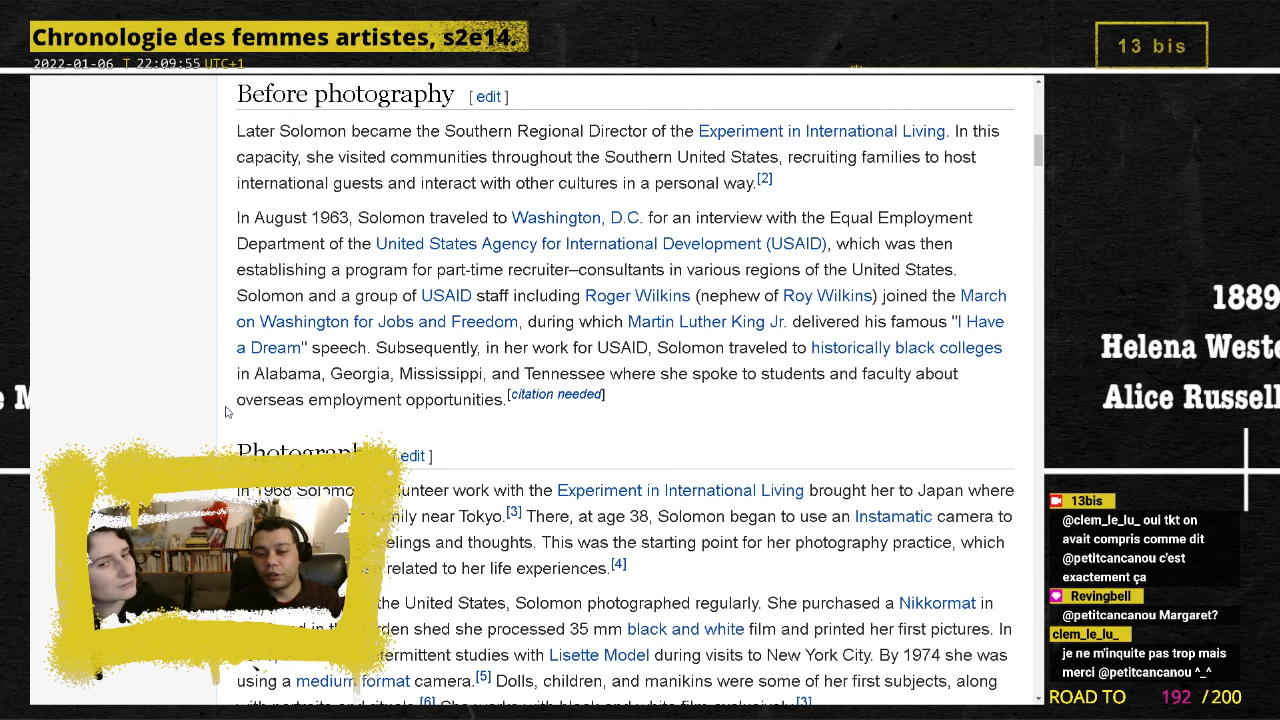 Chronologie des femmes artistes, s2e14.
2022-01-06 T 22:09:55 UTC+1
13 bis
Before photography [ edit ]
Later Solomon became the Southern Regional Director of the Experiment in International Living. In this
capacity, she visited communities throughout the Southern United States, recruiting families to host
international guests and interact with other cultures in a personal way.[2]
In August 1963, Solomon traveled to Washington, D.C. for an interview with the Equal Employment
Department of the United States Agency for International Development (USAID), which was then
establishing a program for part-time recruiter–consultants in various regions of the United States.
Solomon and a group of USAID staff including Roger Wilkins (nephew of Roy Wilkins) joined the March
on Washington for Jobs and Freedom, during which Martin Luther King Jr. delivered his famous "I Have
a Dream" speech. Subsequently, in her work for USAID, Solomon traveled to historically black colleges
in Alabama, Georgia, Mississippi, and Tennessee where she spoke to students and faculty about
overseas employment opportunities.[citation needed]
edit ]
In 1968 work with the Experiment in International Living brought her to Japan where
near Tokyo.[3] There, at age 38, Solomon began to use an Instamatic camera to
and thoughts. This was the starting point for her photography practice, which
related to her life experiences.[4]
the United States, Solomon photographed regularly. She purchased a Nikkormat in
shed she processed 35 mm black and white film and printed her first pictures. In
studies with Lisette Model during visits to New York City. By 1974 she was
using a medium format camera.[5] Dolls, children, and manikins were some of her first subjects, along
1889
Helena
Alice Russell
13bis
@clem_le_lu_ oui tkt on
avait compris comme dit
@petitcancanou c'est
exactement ça
Revingbell
@petitcancanou Margaret?
clem_le_lu_
je ne m'inquite pas trop mais
merci @petitcancanou ^_^
ROAD TO 192 / 200